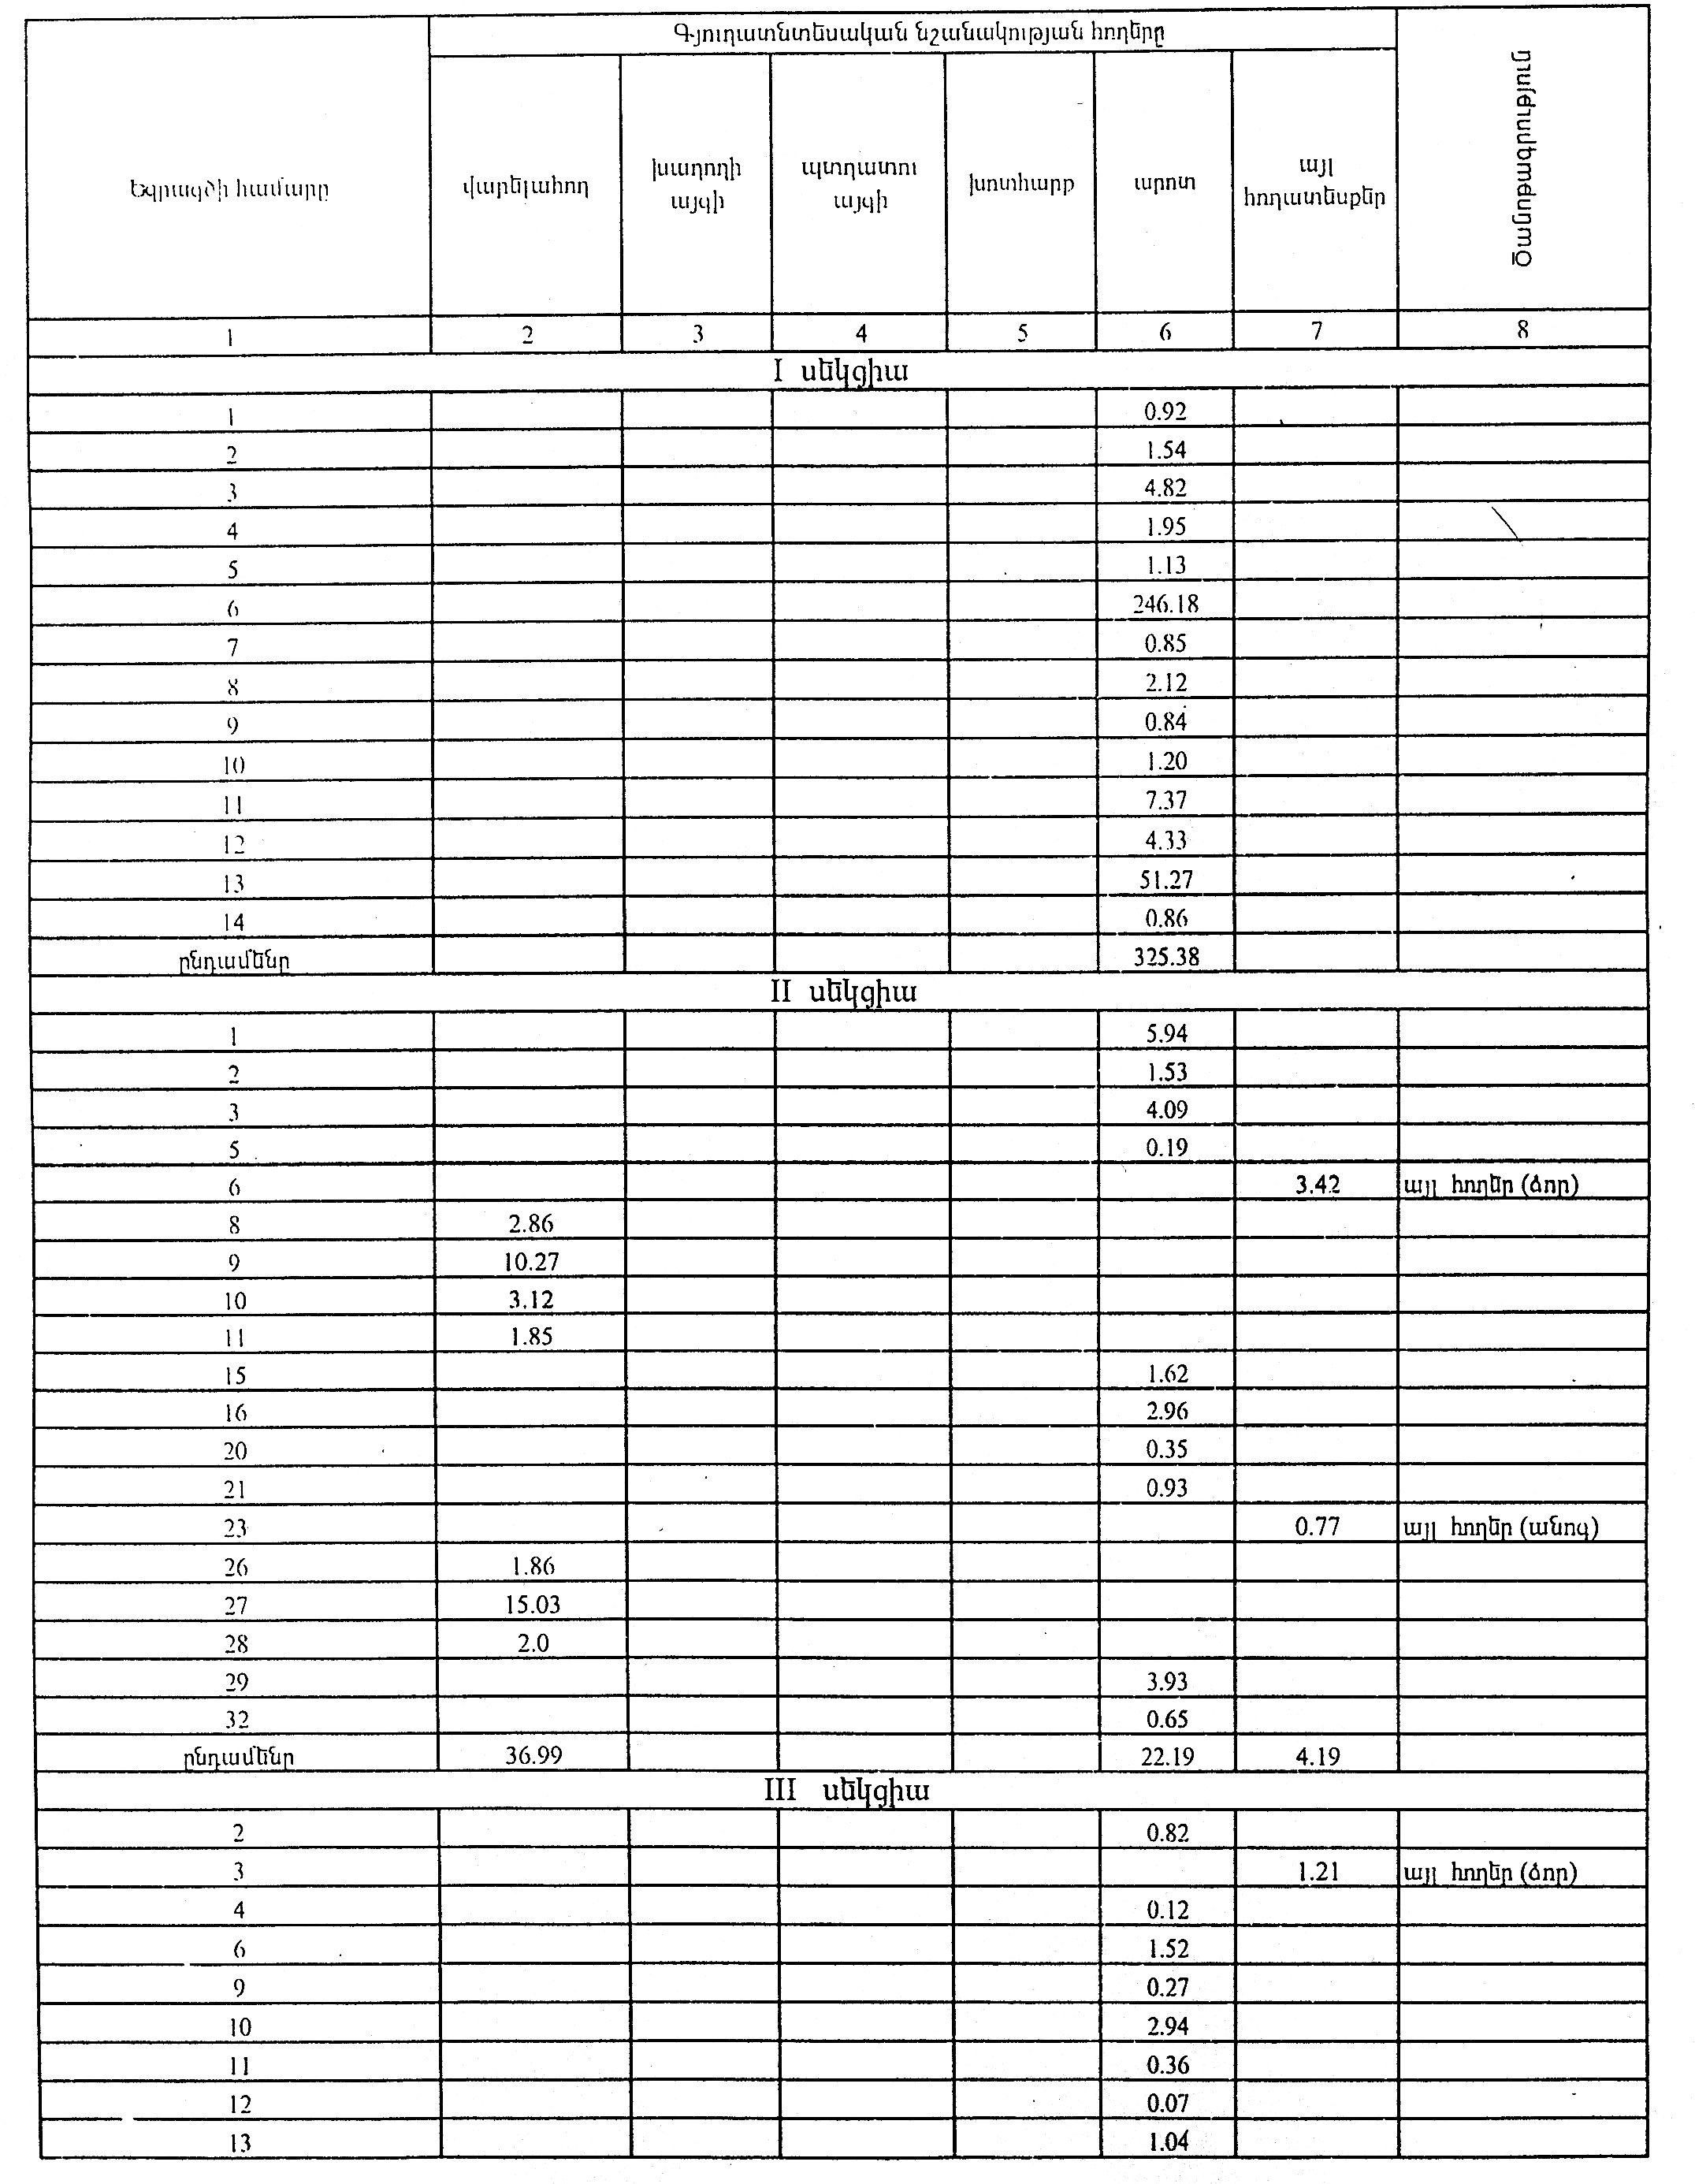 Գյուղատնտեսական նշանակության հողերը
Եզրագծի համարը
վարելահող
խաղողի
այգի
պտղատու
այգի
խոտհարք
արոտ
այլ
հողատեսքեր
Ծանոթագրություն
1 2 3 4 5 6 7 8
I սեկցիա
1 0.92
2 1.54
3 4.82
4 1.95
5 1.13
6 246.18
7 0.85
8 2.12
9 0.84
10 1.20
11 7.37
12 4.33
13 51.27
14 0.86
ընդամենը 325.38
II սեկցիա
1 5.94
2 1.53
3 4.09
5 0.19
6 3.42 այլ հողեր (ձոր)
8 2.86
9 10.27
10 3.12
11 1.85
15 1.62
16 2.96
20 0.35
21 0.93
23 0.77 այլ հողեր (անօգ)
26 1.86
27 15.03
28 2.0
29 3.93
32 0.65
ընդամենը 36.99 22.19 4.19
III սեկցիա
2 0.82
3 1.21 այլ հողեր (ձոր)
4 0.12
6 1.52
9 0.27
10 2.94
11 0.36
12 0.07
13 1.04